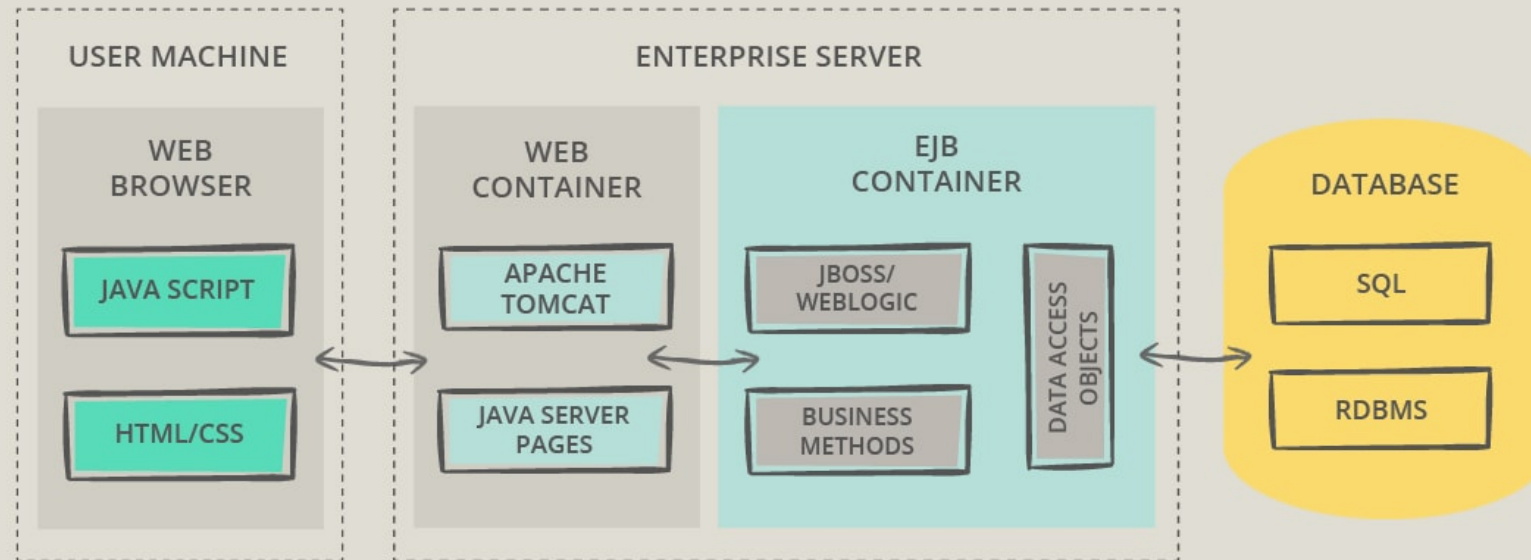 USER MACHINE
WEB
BROWSER
JAVA SCRIPT
HTML/CSS
ENTERPRISE SERVER
WEB
CONTAINER
APACHE
TOMCAT
JAVA SERVER
PAGES
EJB
CONTAINER
JBOSS/
WEBLOGIC
BUSINESS
METHODS
DATA ACCESS
OBJECTS
DATABASE
SQL
RDBMS